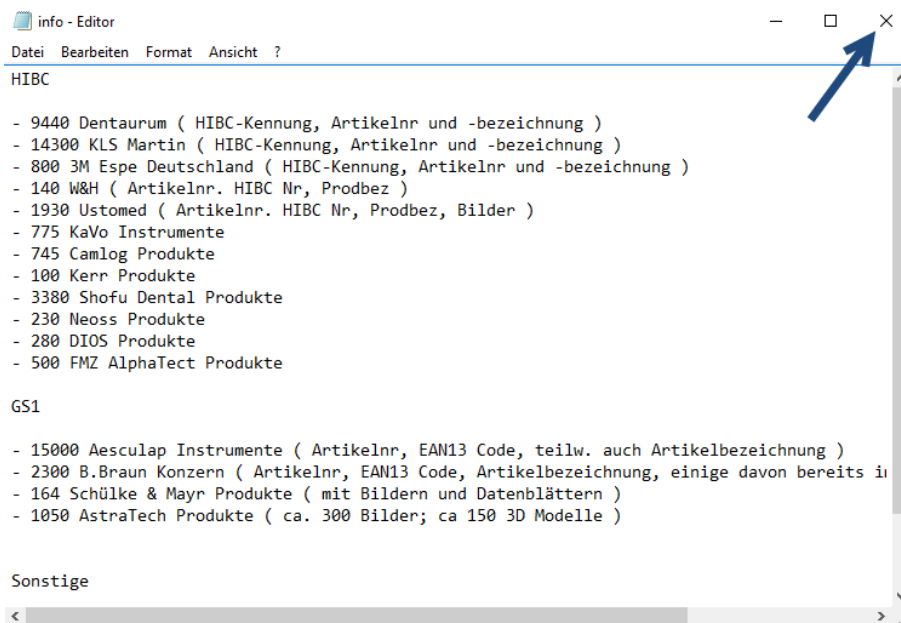 info - Editor
Datei Bearbeiten Format Ansicht ?
HIBC
- 9440 Dentaurum ( HIBC-Kennung, Artikelnr und -bezeichnung )
- 14300 KLS Martin ( HIBC-Kennung, Artikelnr und -bezeichnung )
- 800 3M Espe Deutschland ( HIBC-Kennung, Artikelnr und -bezeichnung )
- 140 W&H ( Artikelnr. HIBC Nr, Prodbez )
- 1930 Ustomed ( Artikelnr. HIBC Nr, Prodbez, Bilder )
- 775 KaVo Instrumente
- 745 Camlog Produkte
- 100 Kerr Produkte
- 3380 Shofu Dental Produkte
- 230 Neoss Produkte
- 280 DIOS Produkte
- 500 FMZ AlphaTect Produkte
GS1
- 15000 Aesculap Instrumente ( Artikelnr, EAN13 Code, teilw. auch Artikelbezeichnung )
- 2300 B.Braun Konzern ( Artikelnr, EAN13 Code, Artikelbezeichnung, einige davon bereits
- 164 Schülke & Mayr Produkte ( mit Bildern und Datenblättern )
- 1050 AstraTech Produkte ( ca. 300 Bilder; ca 150 3D Modelle )
Sonstige